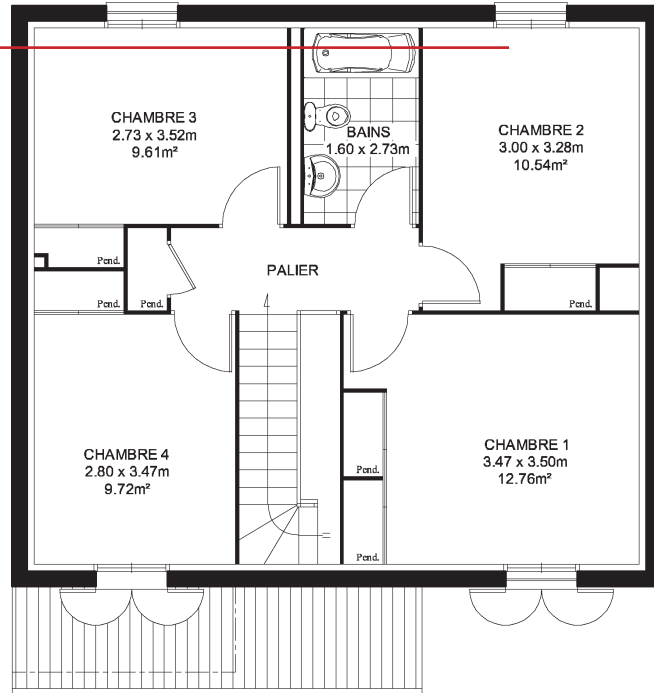 CHAMBRE 3
2.73 x 3.52m
9.61m²
BAINS
1.60 x 2.73m
CHAMBRE 2
3.00 x 3.28m
10.54m²
Pend.
PALIER
Pend.
Pend.
Pend.
CHAMBRE 4
2.80 x 3.47m
9.72m²
CHAMBRE 1
3.47 x 3.50m
12.76m²
Pend.
Pend.